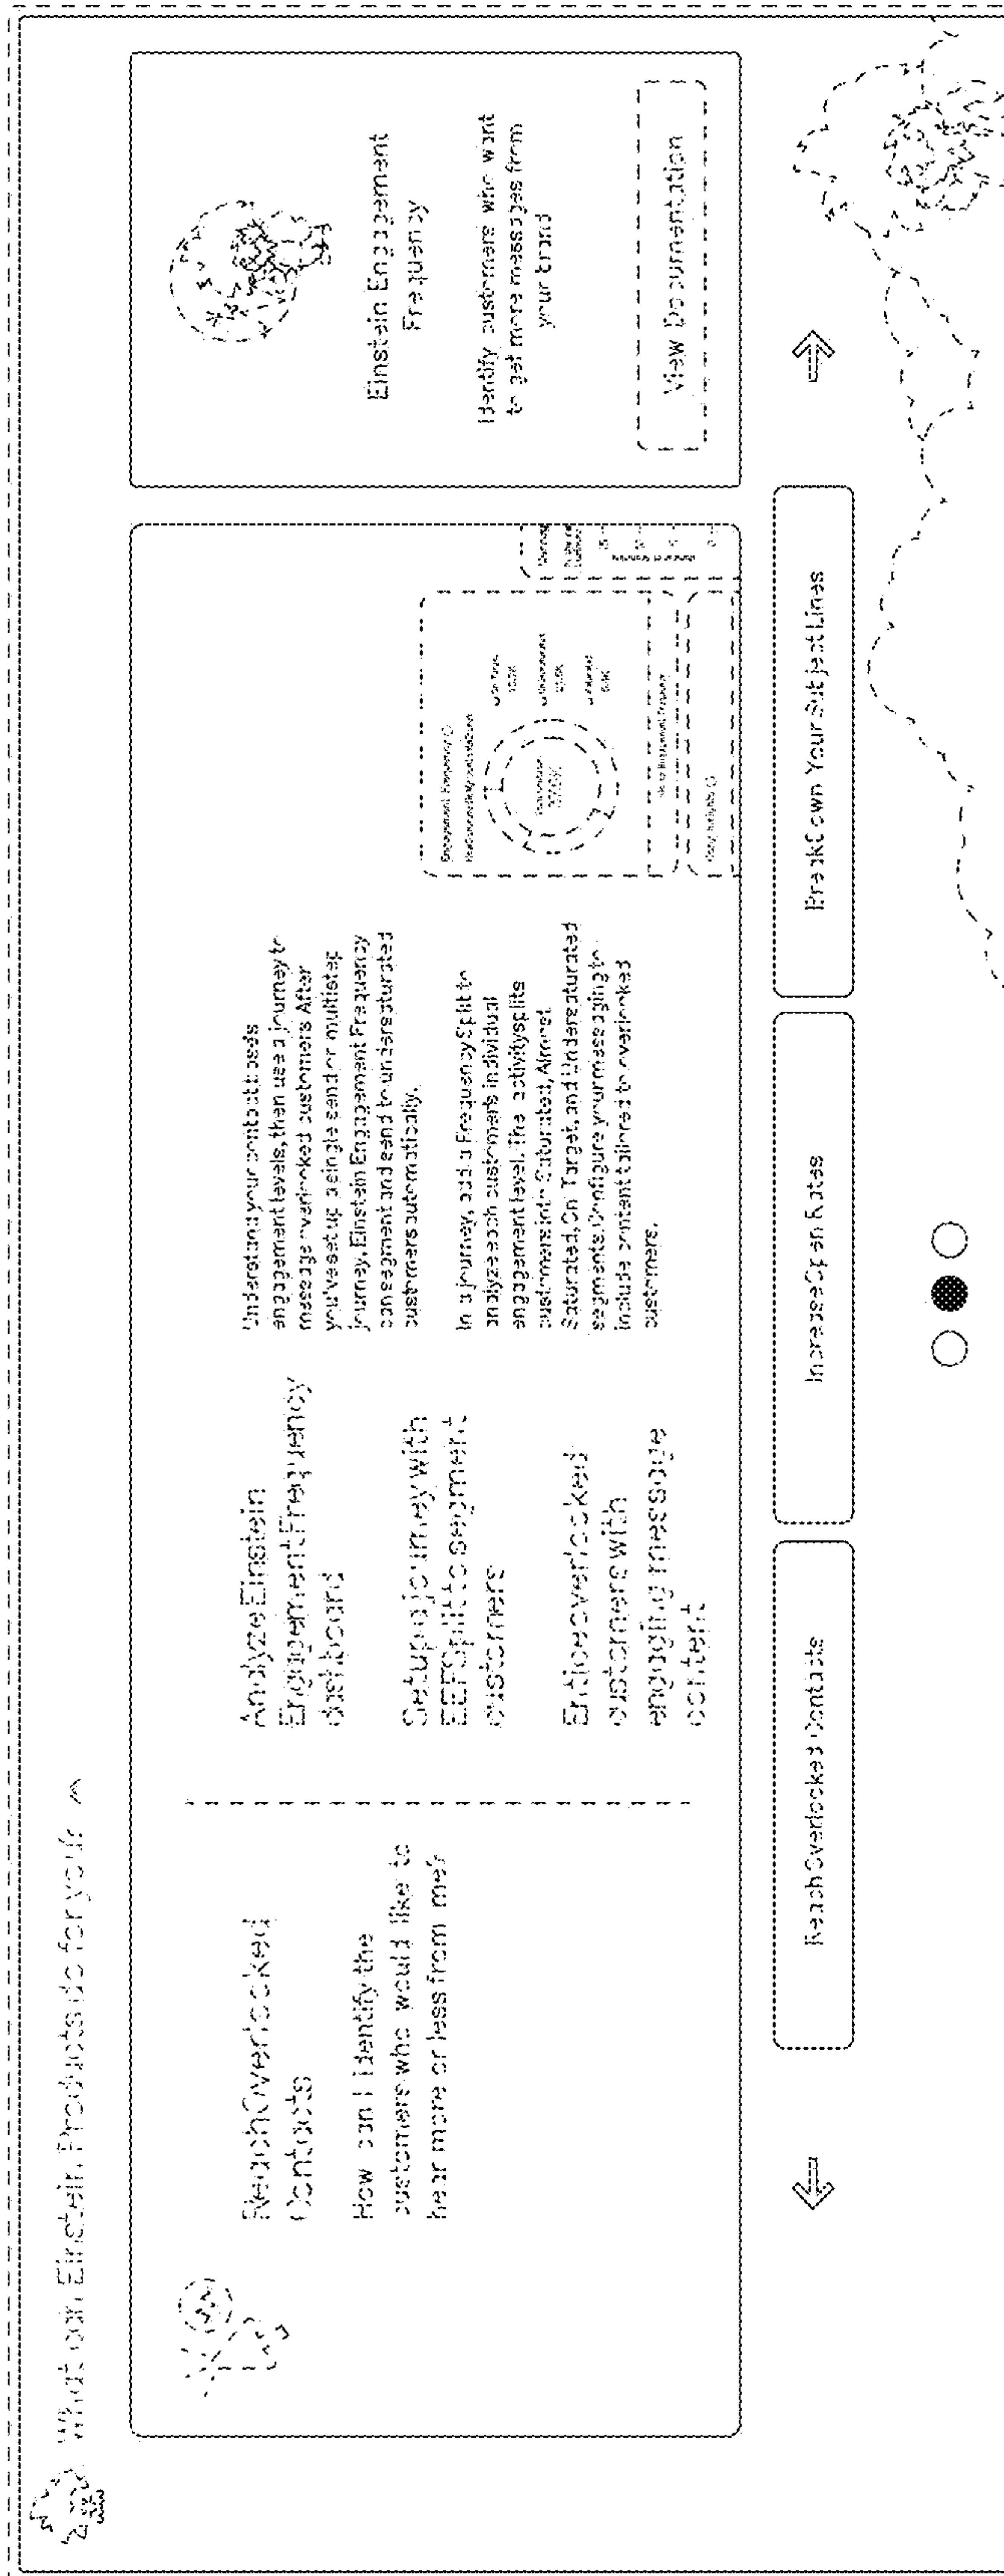 What can Einstein Products do for you?
Reach Overlooked
Contacts
How can I identify the
customers who would like to
hear more or less from me?
Analyze Einstein
Engagement Frequency
dashboard
Set up a journey with
EEF Split to segment
customers
Entice overlooked
customers with
engaging message
content
Understand your contact bases
engagement levels, then use a journey to
message overlooked customers. After
you've set up a single send or multistep
journey, Einstein Engagement Frequency
can segment and send to undersaturated
customers automatically.
In a journey, add a Frequency Split to
analyze each customers individual
engagement level. The activity splits
customers into Saturated, Almost
Saturated, On Target, and Undersaturated
segments. Configure your messaging to
include content tailored to overlooked
customers.
Engagement Frequency
Einstein Engagement
Frequency
Identify customers who want
to get more messages from
your brand
View Documentation
Reach Overlooked Contacts
Increase Open Rates
Break Down Your Subject Lines